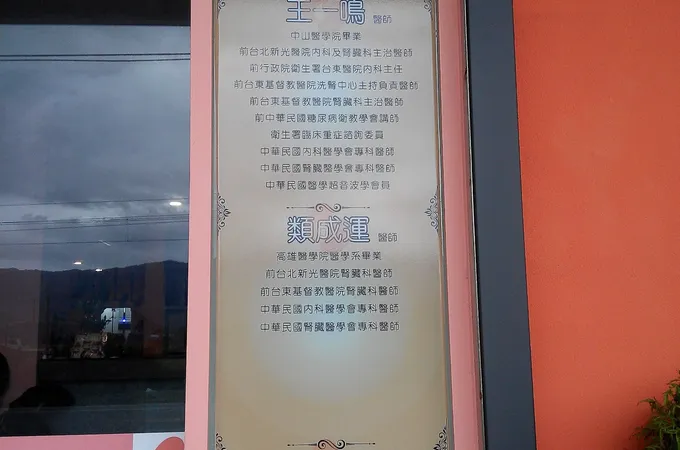 王一鳴 醫師
中山醫學院畢業
前台北新光醫院內科及腎臟科主治醫師
前行政院衛生署台東醫院內科主任
前台東基督教醫院洗腎中心主持負責醫師
前台東基督教醫院腎臟科主治醫師
前中華民國糖尿病衛教學會講師
衛生署臨床重症諮詢委員
中華民國內科醫學會專科醫師
中華民國腎臟醫學會專科醫師
中華民國醫學超音波學會員
類成運 醫師
高雄醫學院醫學系畢業
前台北新光醫院腎臟科醫師
前台東基督教醫院腎臟科醫師
中華民國內科醫學會專科醫師
中華民國腎臟醫學會專科醫師